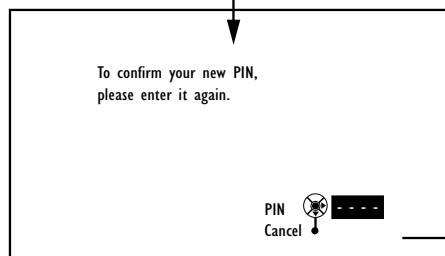 To confirm your new PIN,
please enter it again.
PIN - - - -
Cancel